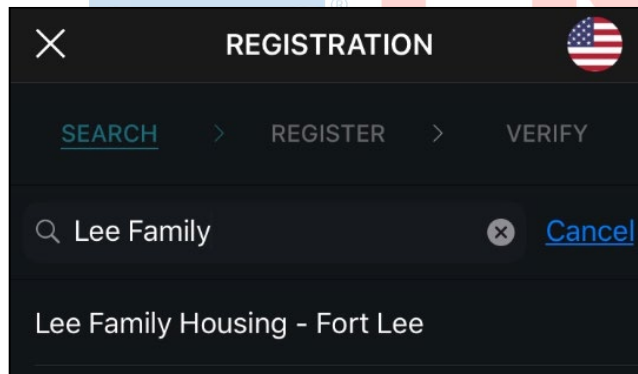 REGISTRATION
SEARCH > REGISTER > VERIFY
Lee Family Cancel
Lee Family Housing - Fort Lee